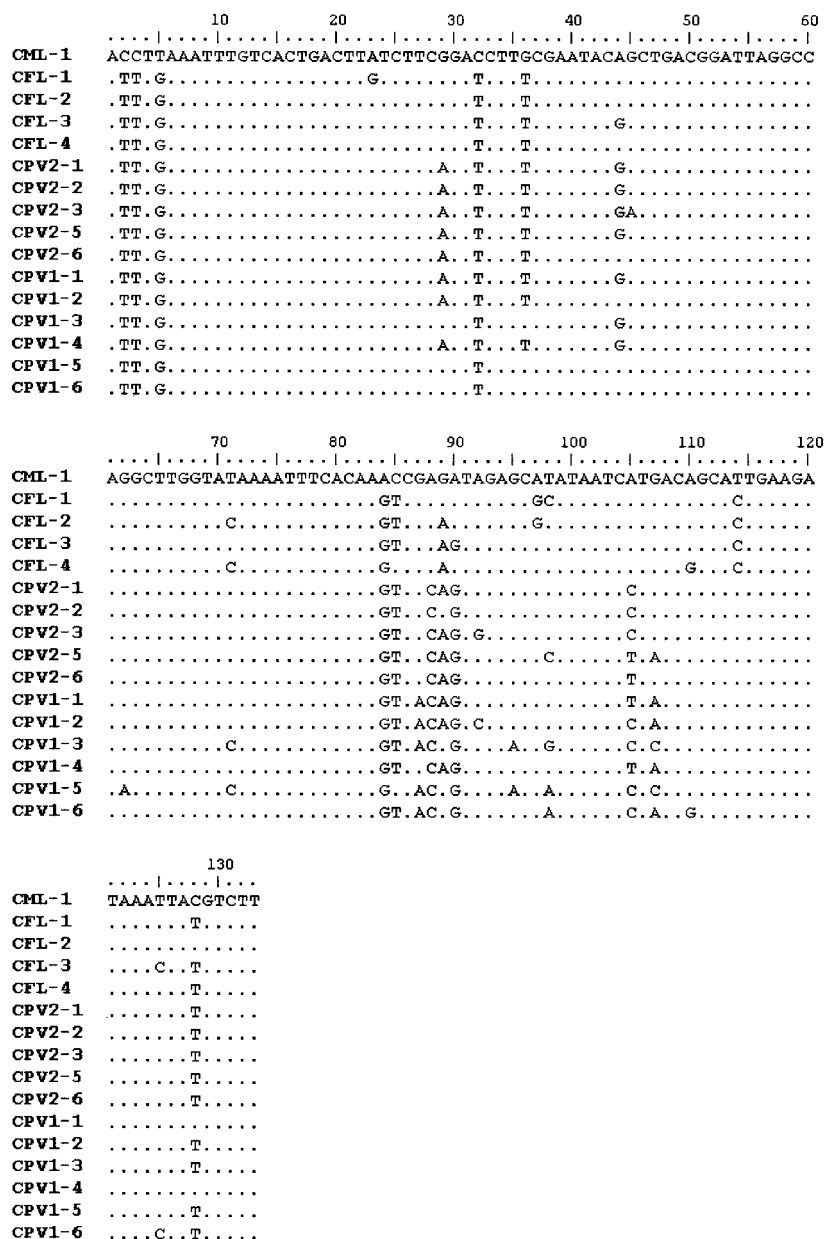 10 20 30 40 50 60
....|....|....|....|....|....|....|....|....|....|....|....|
CML-1 ACCTTAAATTTGTCACTGACTTATCTTCGGACCTTGCGAATACAGCTGACGGATTAGGCC
CFL-1 .TT.G.................G........T...T........................
CFL-2 .TT.G..........................T...T........................
CFL-3 .TT.G..........................T...T.......G................
CFL-4 .TT.G..........................T...T........................
CPV2-1 .TT.G.......................A..T...T.......G................
CPV2-2 .TT.G.......................A..T...T.......G................
CPV2-3 .TT.G.......................A..T...T.......GA...............
CPV2-5 .TT.G.......................A..T...T.......G................
CPV2-6 .TT.G.......................A..T...T........................
CPV1-1 .TT.G.......................A..T...T.......G................
CPV1-2 .TT.G.......................A..T...T........................
CPV1-3 .TT.G..........................T...........G................
CPV1-4 .TT.G.......................A..T...T.......G................
CPV1-5 .TT.G..........................T............................
CPV1-6 .TT.G..........................T............................
70 80 90 100 110 120
....|....|....|....|....|....|....|....|....|....|....|....|
CML-1 AGGCTTGGTATAAAATTTCACAAACCGAGATAGAGCATATAATCATGACAGCATTGAAGA
CFL-1 .......................GT...........GC...............C......
CFL-2 ..........C............GT...A.......G................C......
CFL-3 .......................GT...AG.......................C......
CFL-4 ..........C............G....A....................G...C......
CPV2-1 .......................GT..CAG..............C...............
CPV2-2 .......................GT..C.G..............C...............
CPV2-3 .......................GT..CAG.G............C...............
CPV2-5 .......................GT..CAG.......C......T.A.............
CPV2-6 .......................GT..CAG..............T...............
CPV1-1 .......................GT.ACAG..............T.A.............
CPV1-2 .......................GT.ACAG.C............C.A.............
CPV1-3 ..........C............GT.AC.G....A..G......C.C.............
CPV1-4 .......................GT..CAG..............T.A.............
CPV1-5 .A........C............G..AC.G....A..A......C.C.............
CPV1-6 .......................GT.AC.G.......A......C.A..G..........
130
....|....|...
CML-1 TAAATTACGTCTT
CFL-1 .......T.....
CFL-2 .............
CFL-3 ....C..T.....
CFL-4 .......T.....
CPV2-1 .......T.....
CPV2-2 .......T.....
CPV2-3 .......T.....
CPV2-5 .......T.....
CPV2-6 .......T.....
CPV1-1 .............
CPV1-2 .......T.....
CPV1-3 .......T.....
CPV1-4 .............
CPV1-5 .......T.....
CPV1-6 ....C..T.....